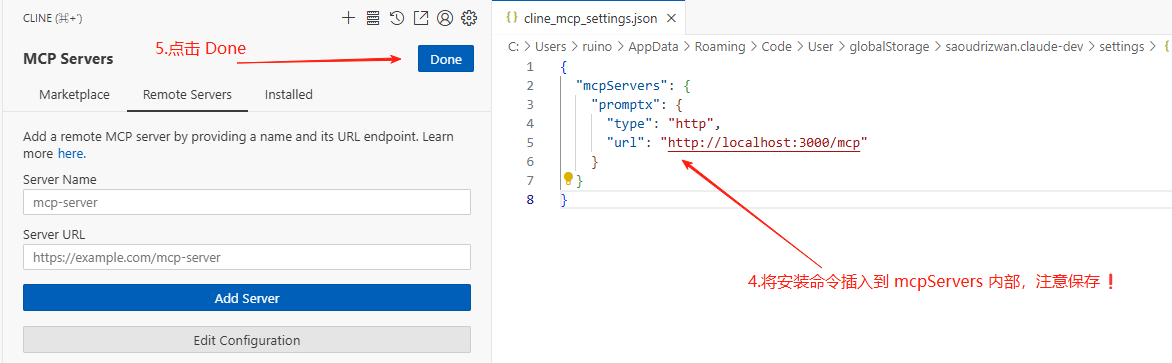 CLINE (⌘+')
5.点击 Done
MCP Servers
Done
Marketplace
Remote Servers
Installed
Add a remote MCP server by providing a name and its URL endpoint. Learn
more here.
Server Name
mcp-server
Server URL
https://example.com/mcp-server
Add Server
Edit Configuration
{} cline_mcp_settings.json ×
C: > Users > ruino > AppData > Roaming > Code > User > globalStorage > saoudrizwan.claude-dev > settings > {
1 {
2 "mcpServers": {
3 "promptx": {
4 "type": "http",
5 "url": "http://localhost:3000/mcp"
6 }
7 }
8 }
4.将安装命令插入到 mcpServers 内部，注意保存❗